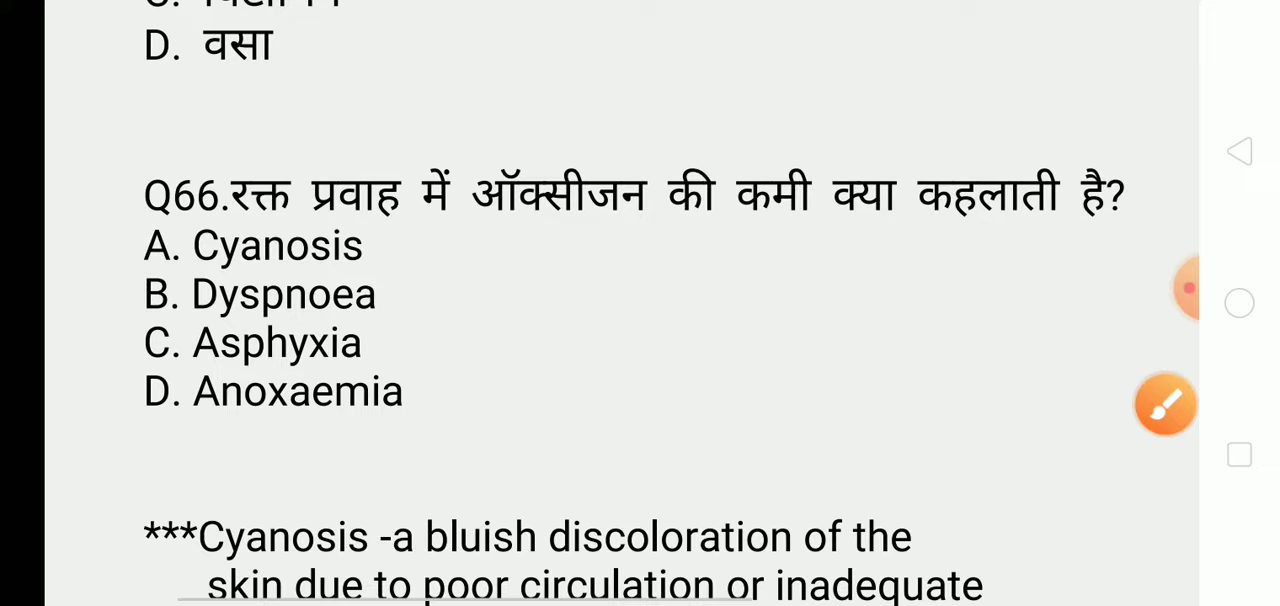 D. वसा
Q66.रक्त प्रवाह में ऑक्सीजन की कमी क्या कहलाती है?
A. Cyanosis
B. Dyspnoea
C. Asphyxia
D. Anoxaemia
***Cyanosis -a bluish discoloration of the
skin due to poor circulation or inadequate